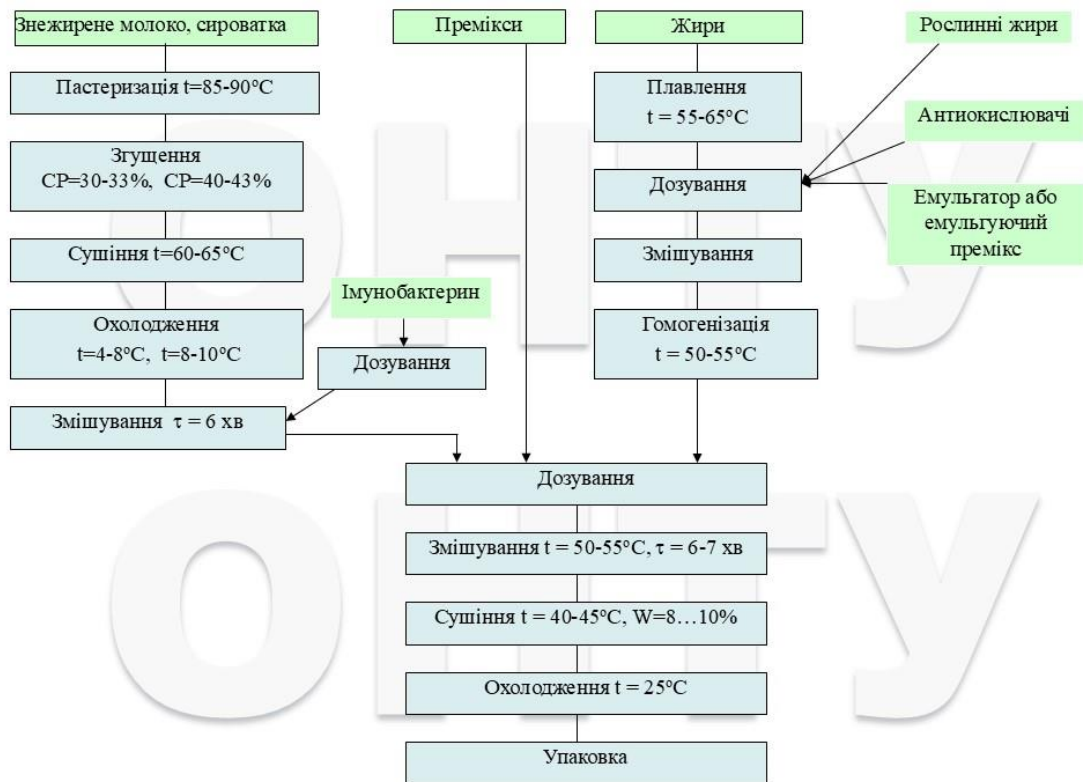 Знежирене молоко, сироватка
Пастеризація t=85-90°С
Згущення
СР=30-33%, СР=40-43%
Сушіння t=60-65°С
Охолодження
t=4-8°С, t=8-10°С
Змішування τ = 6 хв
Імунобактерин
Дозування
Премікси
Жири
Плавлення
t = 55-65°С
Дозування
Змішування
Гомогенізація
t = 50-55°С
Рослинні жири
Антиокислювачі
Емульгатор або
емульгуючий
премікс
Дозування
Змішування t = 50-55°С, τ = 6-7 хв
Сушіння t = 40-45°С, W=8…10%
Охолодження t = 25°С
Упаковка
ОНТУ
ОНТУ